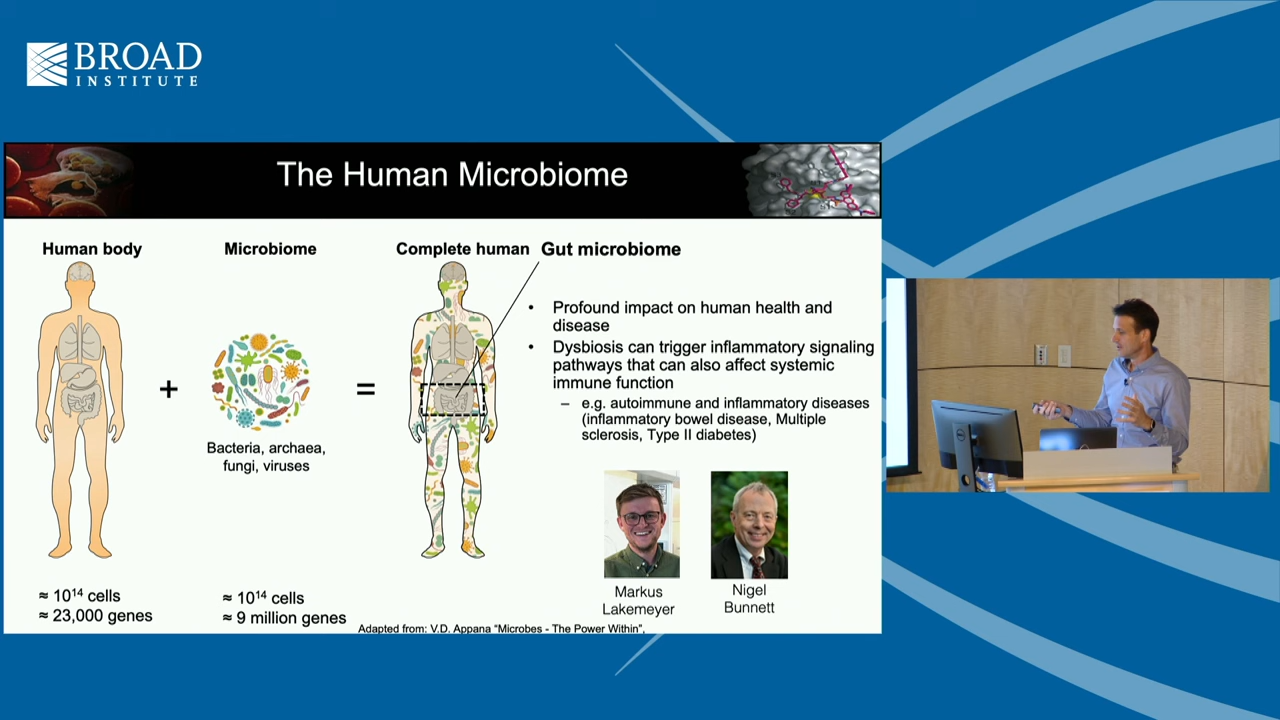 BROAD
INSTITUTE
The Human Microbiome
Human body
Microbiome
Complete human
Gut microbiome
+
=
Bacteria, archaea,
fungi, viruses
• Profound impact on human health and
disease
• Dysbiosis can trigger inflammatory signaling
pathways that can also affect systemic
immune function
– e.g. autoimmune and inflammatory diseases
(inflammatory bowel disease, Multiple
sclerosis, Type II diabetes)
Markus
Lakemeyer
Nigel
Bunnett
≈ 10¹⁴ cells
≈ 23,000 genes
≈ 10¹⁴ cells
≈ 9 million genes
Adapted from: V.D. Appana “Microbes - The Power Within”,